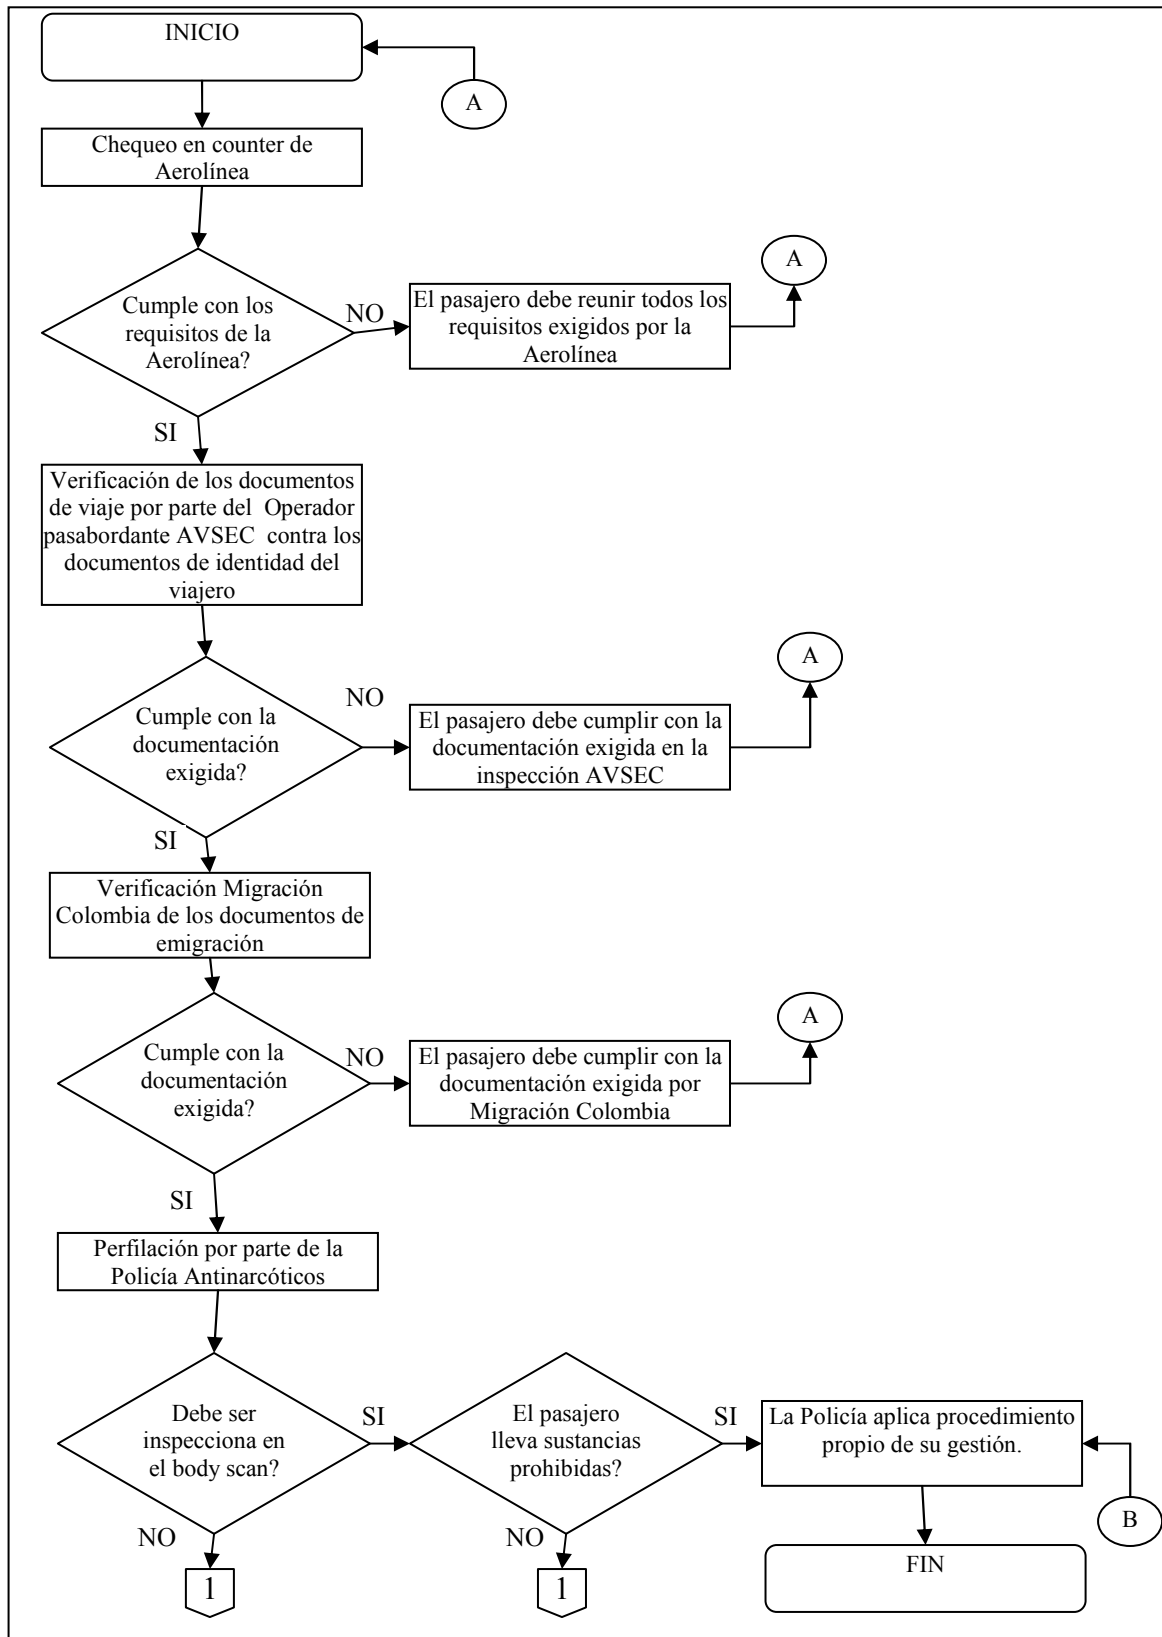 INICIO
A
Chequeo en counter de
Aerolínea
A
Cumple con los
requisitos de la
Aerolínea?
NO
El pasajero debe reunir todos los
requisitos exigidos por la
Aerolínea
SI
Verificación de los documentos
de viaje por parte del Operador
pasabordante AVSEC contra los
documentos de identidad del
viajero
A
Cumple con la
documentación
exigida?
NO
El pasajero debe cumplir con la
documentación exigida en la
inspección AVSEC
SI
Verificación Migración
Colombia de los documentos de
emigración
A
Cumple con la
documentación
exigida?
NO
El pasajero debe cumplir con la
documentación exigida por
Migración Colombia
SI
Perfilación por parte de la
Policía Antinarcóticos
Debe ser
inspecciona en
el body scan?
SI
El pasajero
lleva sustancias
prohibidas?
SI
La Policía aplica procedimiento
propio de su gestión.
B
NO
1
NO
1
FIN